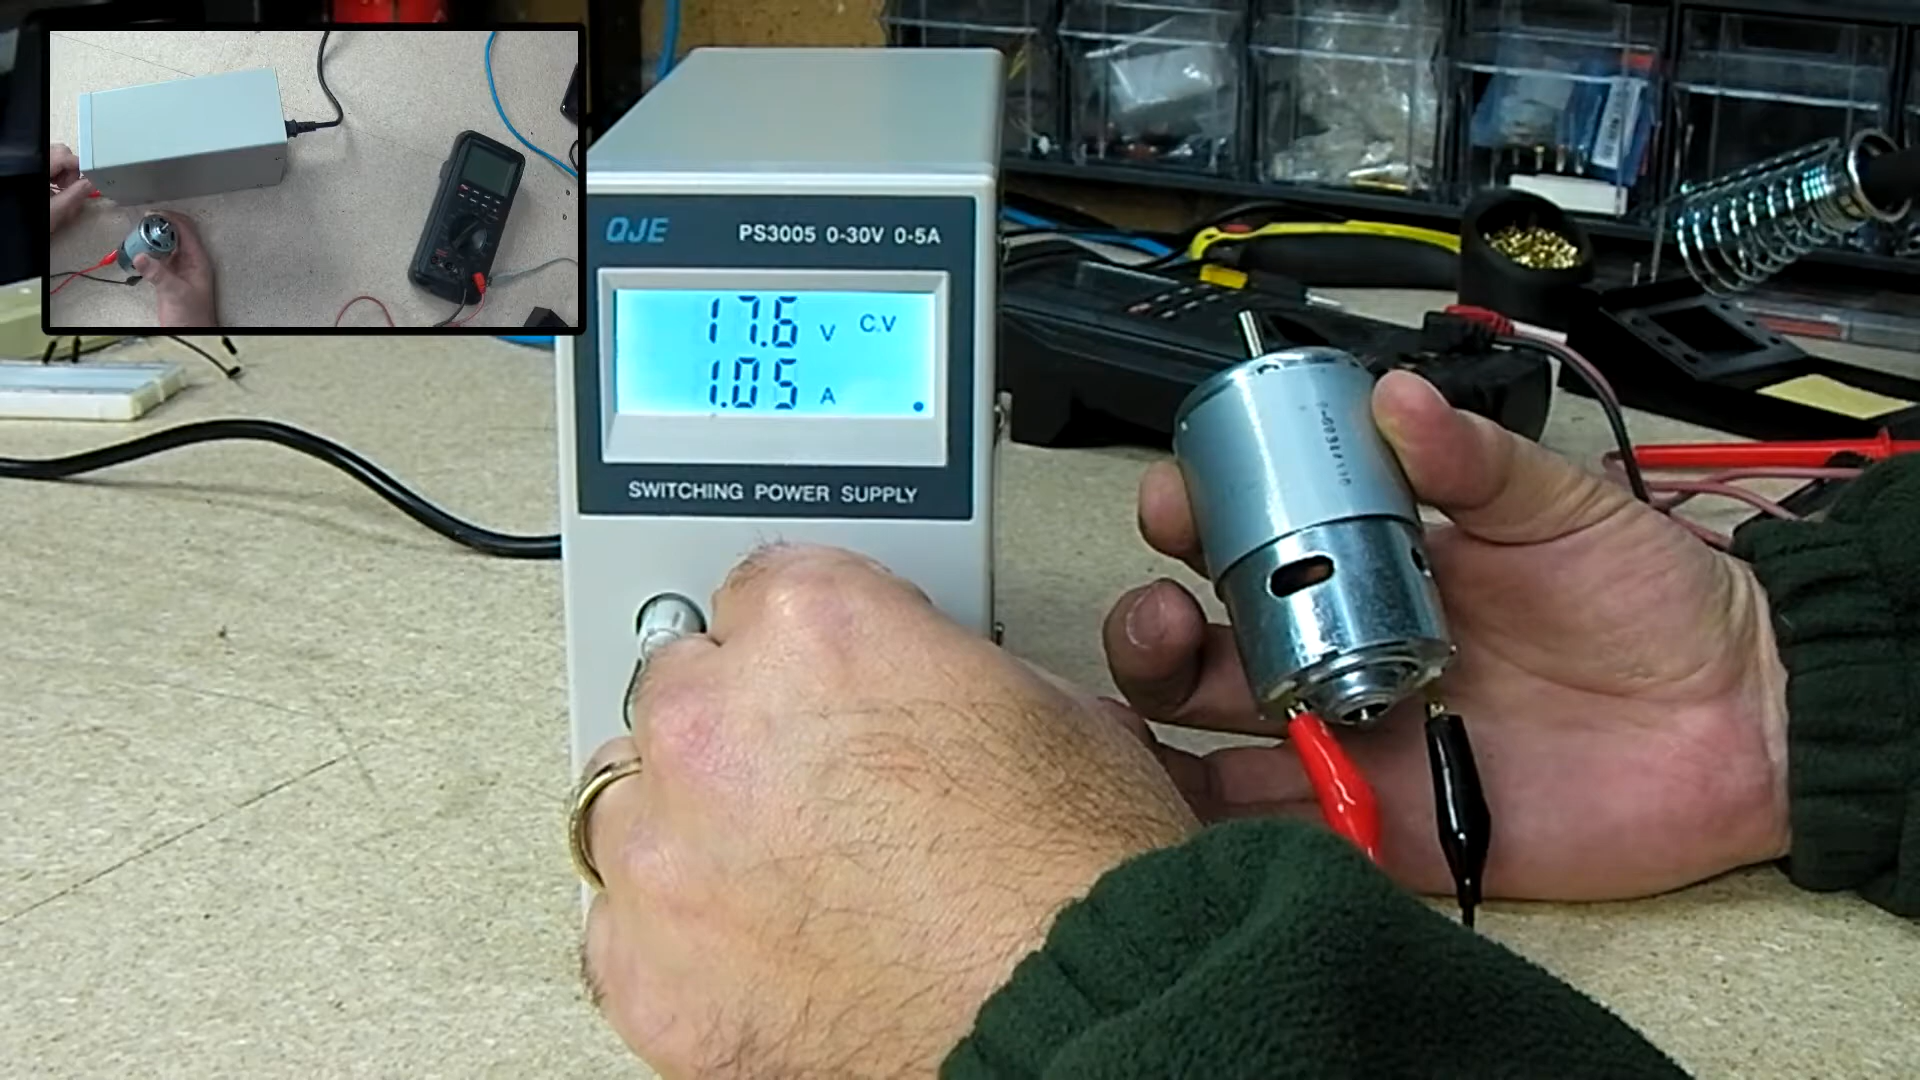 QJE PS3005 0-30V 0-5A
17.6 V C.V
1.05 A
SWITCHING POWER SUPPLY